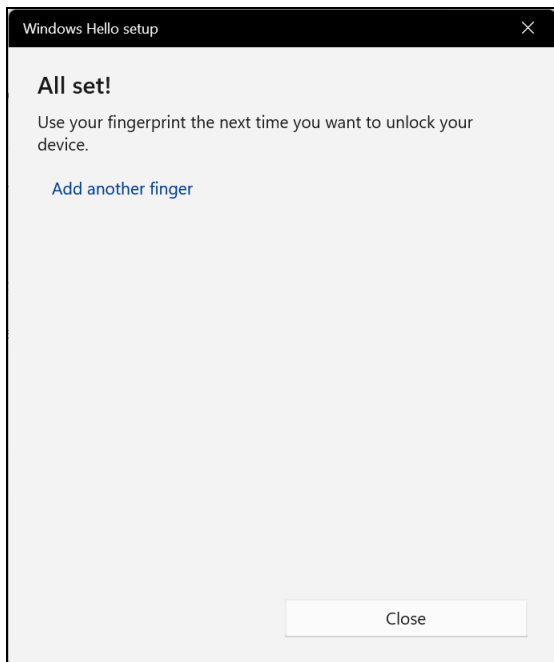 Windows Hello setup
All set!
Use your fingerprint the next time you want to unlock your
device.
Add another finger
Close